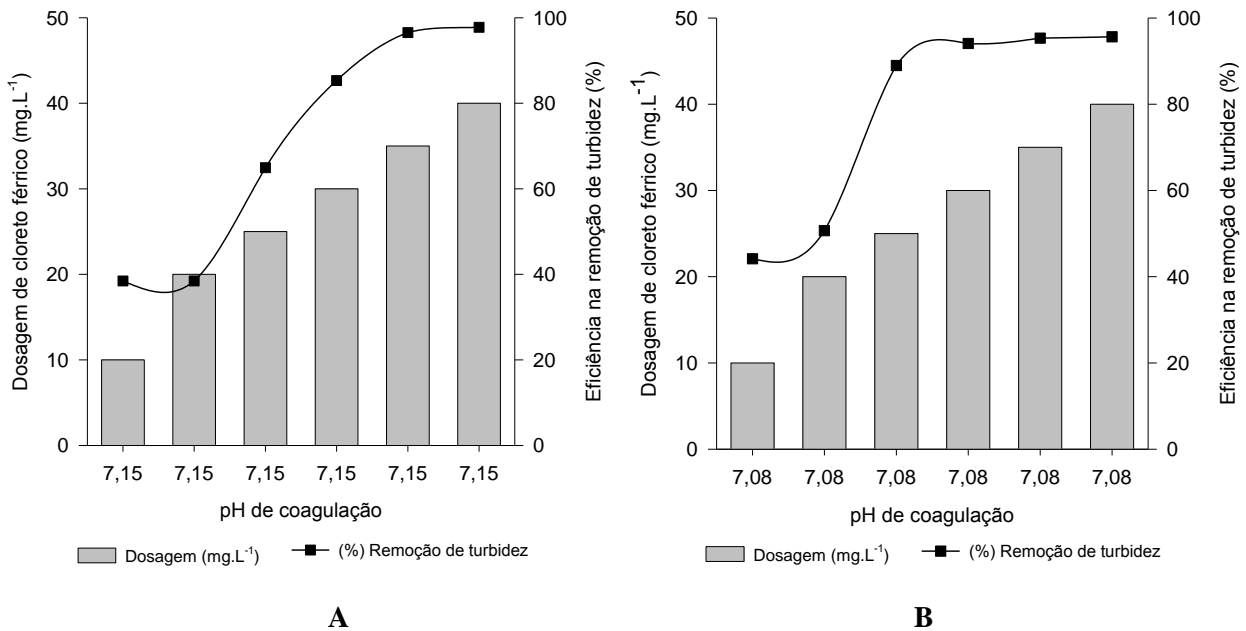 Dosagem de cloreto férrico (mg.L⁻¹)
50
40
30
20
10
0
100
80
60
40
20
0
Eficiência na remoção de turbidez (%)
7,15 7,15 7,15 7,15 7,15 7,15
pH de coagulação
Dosagem (mg.L⁻¹) (%) Remoção de turbidez
A
Dosagem de cloreto férrico (mg.L⁻¹)
50
40
30
20
10
0
100
80
60
40
20
0
Eficiência na remoção de turbidez (%)
7,08 7,08 7,08 7,08 7,08 7,08
pH de coagulação
Dosagem (mg.L⁻¹) (%) Remoção de turbidez
B